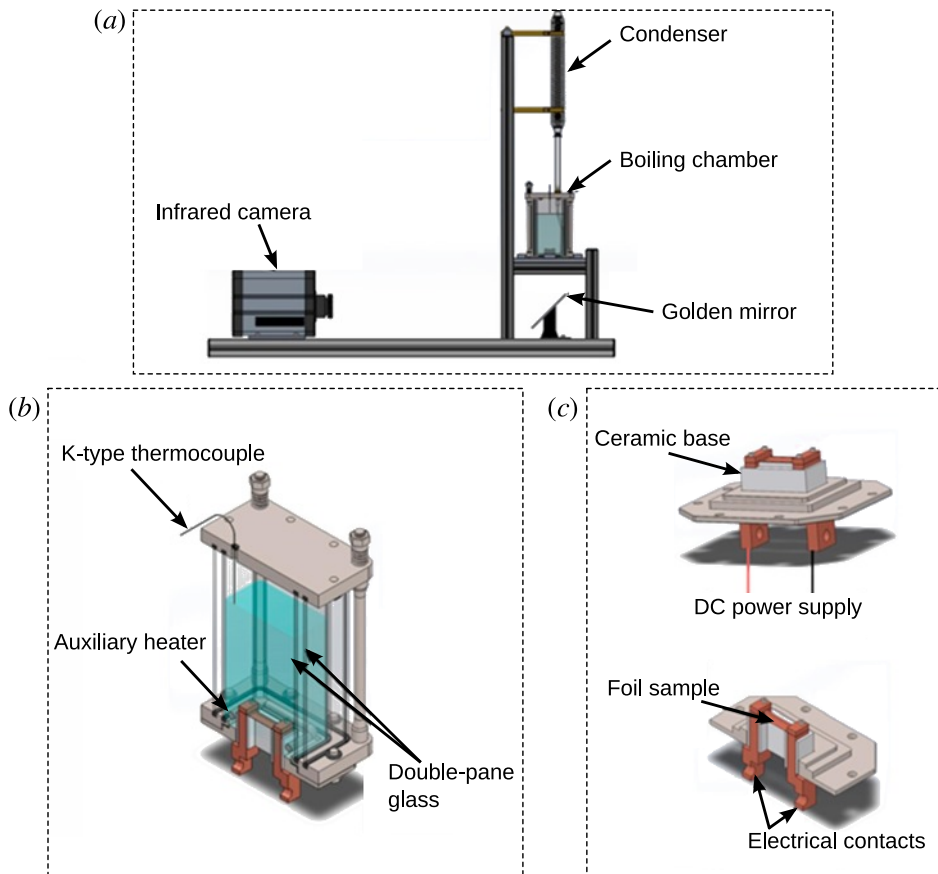 (a)
Condenser
Boiling chamber
Infrared camera
Golden mirror
(b)
K-type thermocouple
Auxiliary heater
Double-pane
glass
(c)
Ceramic base
DC power supply
Foil sample
Electrical contacts